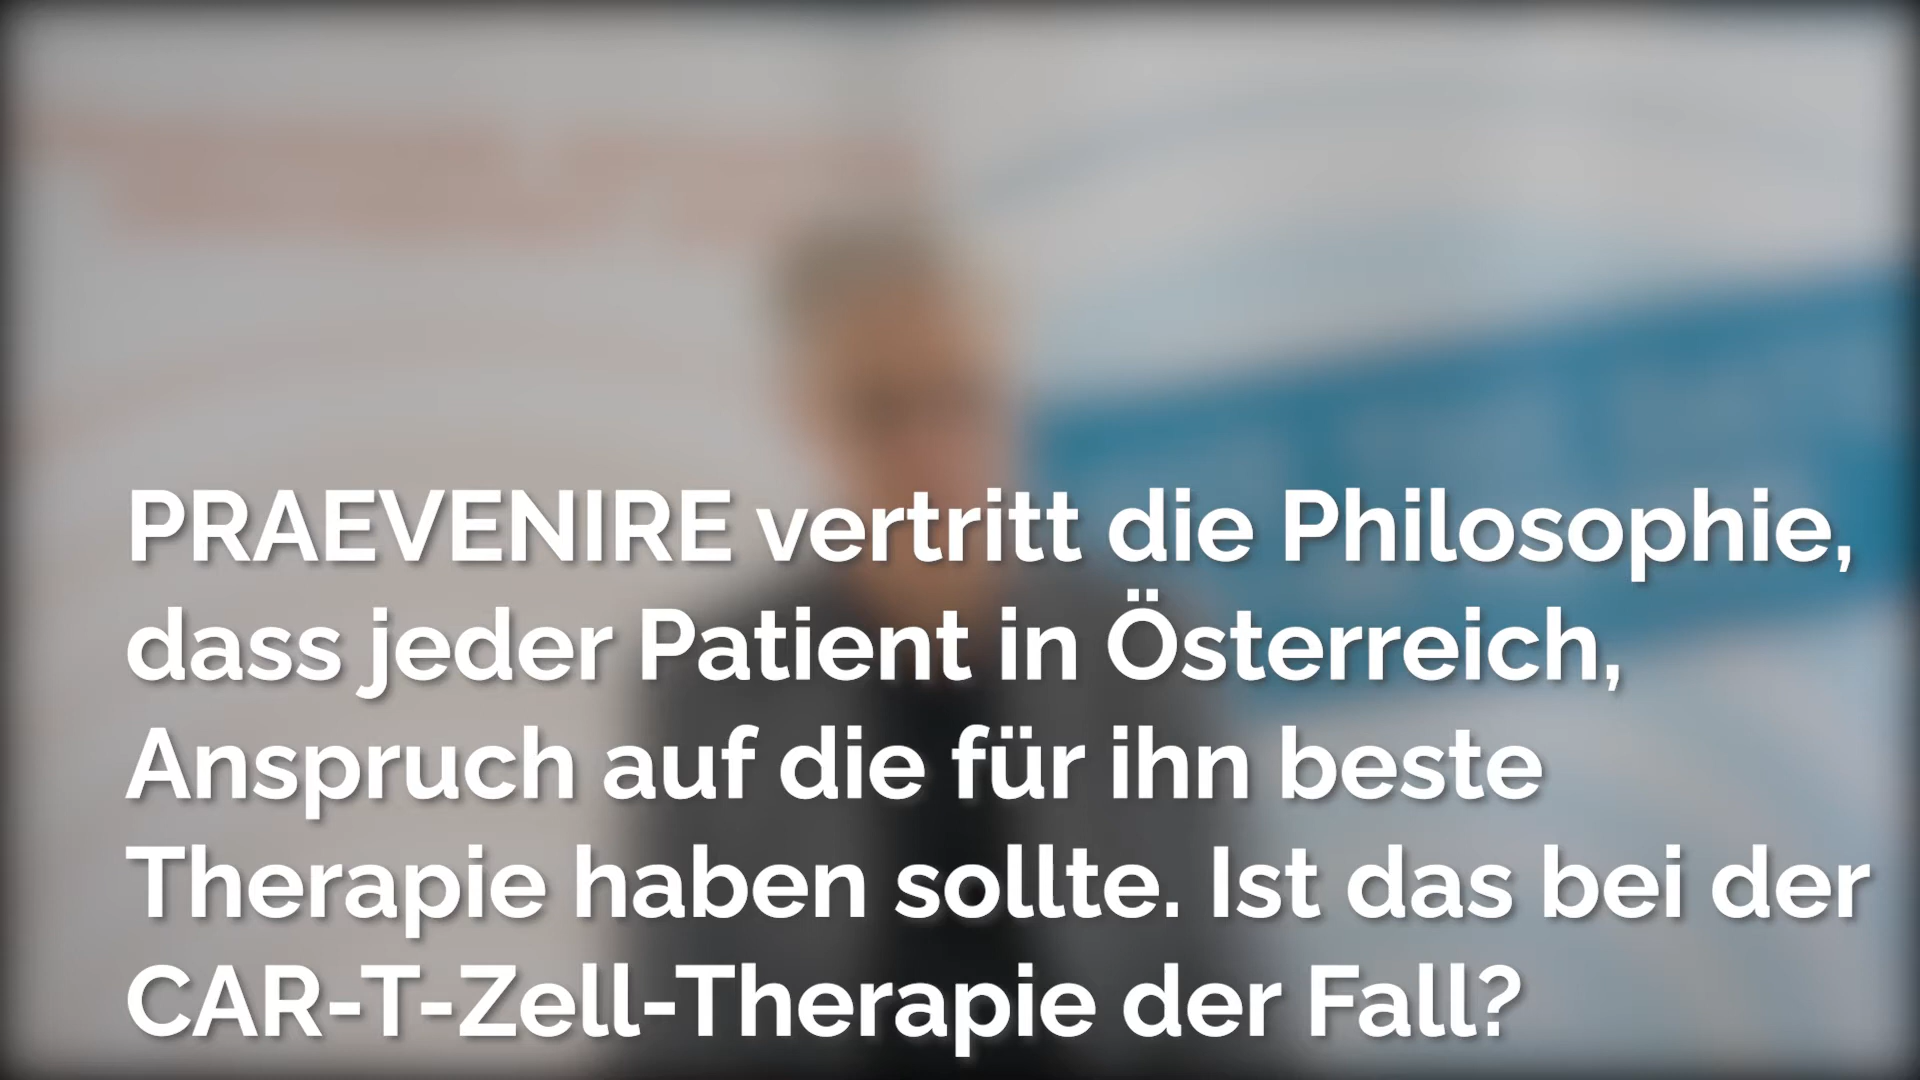 PRAEVENIRE vertritt die Philosophie,
dass jeder Patient in Österreich,
Anspruch auf die für ihn beste
Therapie haben sollte. Ist das bei der
CAR-T-Zell-Therapie der Fall?